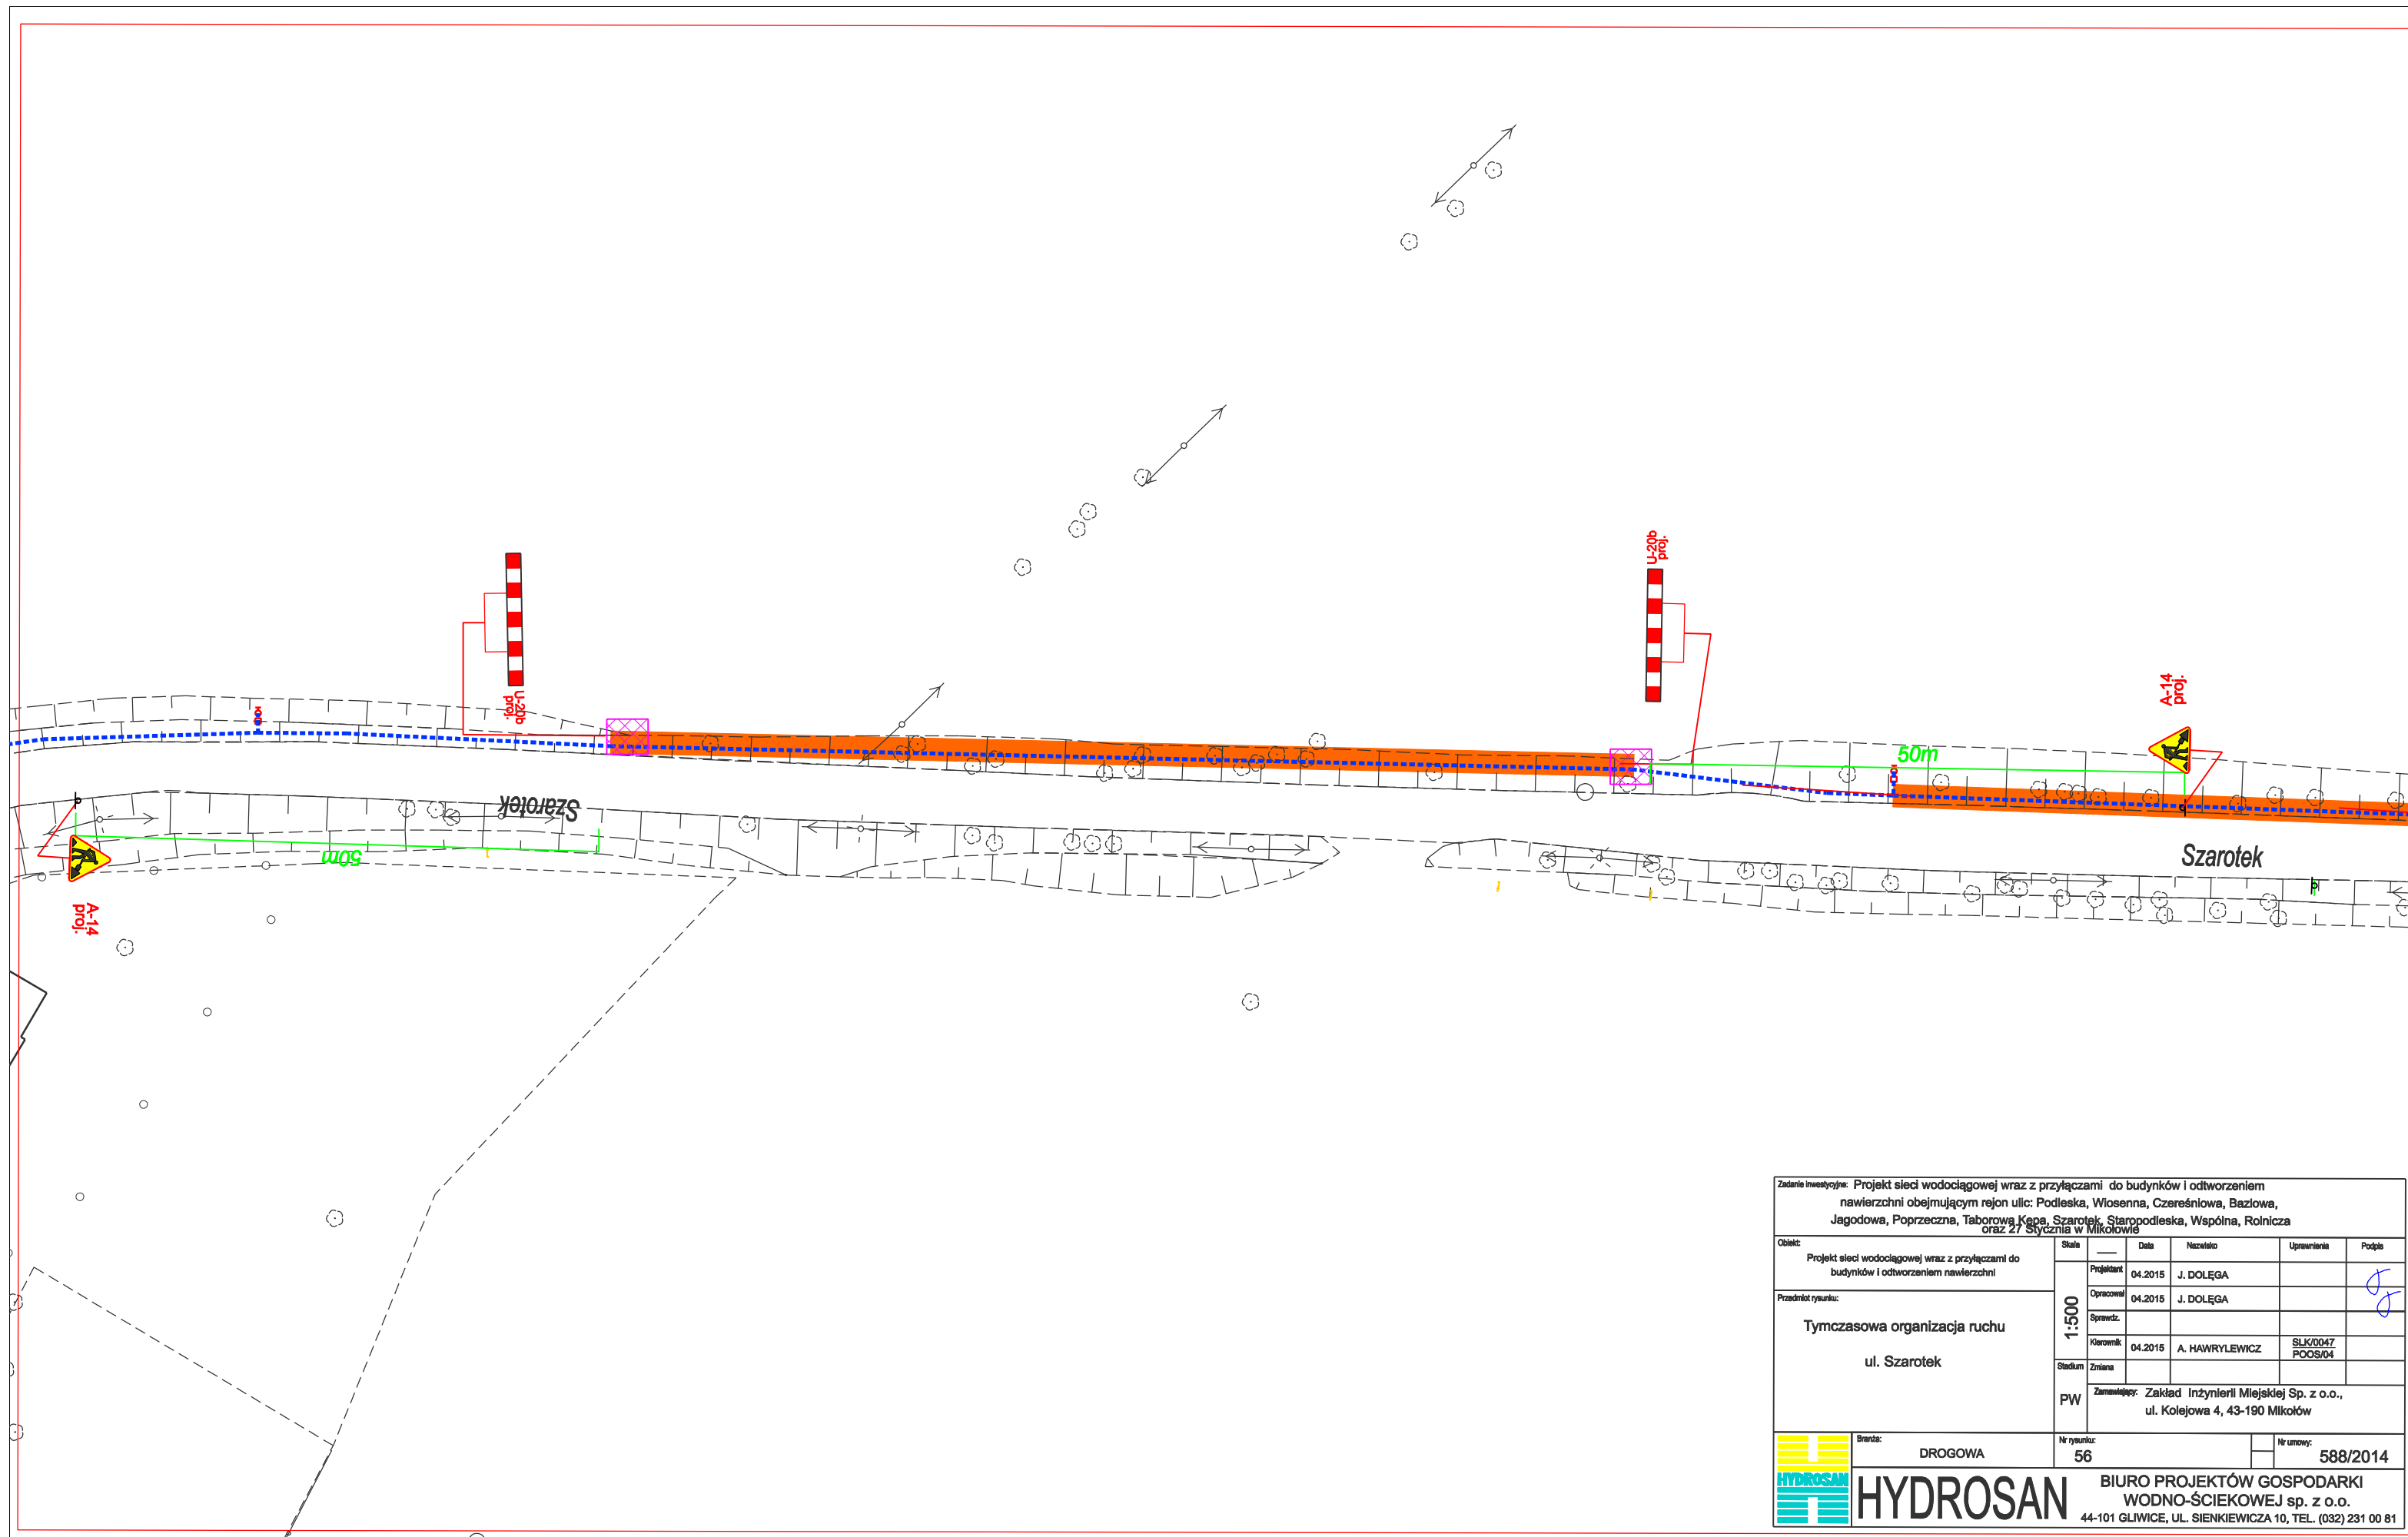 U-20b
proj.
U-20b
proj.
A-14
proj.
50m
Szarotek
50m
Szarotek
A-14
proj.
Zadanie inwestycyjne: Projekt sieci wodociągowej wraz z przyłączami do budynków i odtworzeniem
nawierzchni obejmującym rejon ulic: Podleska, Wiosenna, Czereśniowa, Bazlowa,
Jagodowa, Poprzeczna, Taborowa Kępa, Szarotek, Staropodleska, Wspólna, Rolnicza
oraz 27 Stycznia w Mikołowie
Obiekt:
Projekt sieci wodociągowej wraz z przyłączami do
budynków i odtworzeniem nawierzchni
Skala
Data
Nazwisko
Uprawnienia
Podpis
1:500
Projektant
04.2015
J. DOLĘGA
Opracował
04.2015
J. DOLĘGA
Sprawdz.
Kierownik
04.2015
A. HAWRYLEWICZ
SLK/0047
POOS/04
Przedmiot rysunku:
Tymczasowa organizacja ruchu
ul. Szarotek
Stadium
Zmiana
PW
Zamawiający: Zakład Inżynierii Miejskiej Sp. z o.o.,
ul. Kolejowa 4, 43-190 Mikołów
Branża:
DROGOWA
Nr rysunku:
56
Nr umowy:
588/2014
HYDROSAN
HYDROSAN
BIURO PROJEKTÓW GOSPODARKI
WODNO-ŚCIEKOWEJ sp. z o.o.
44-101 GLIWICE, UL. SIENKIEWICZA 10, TEL. (032) 231 00 81